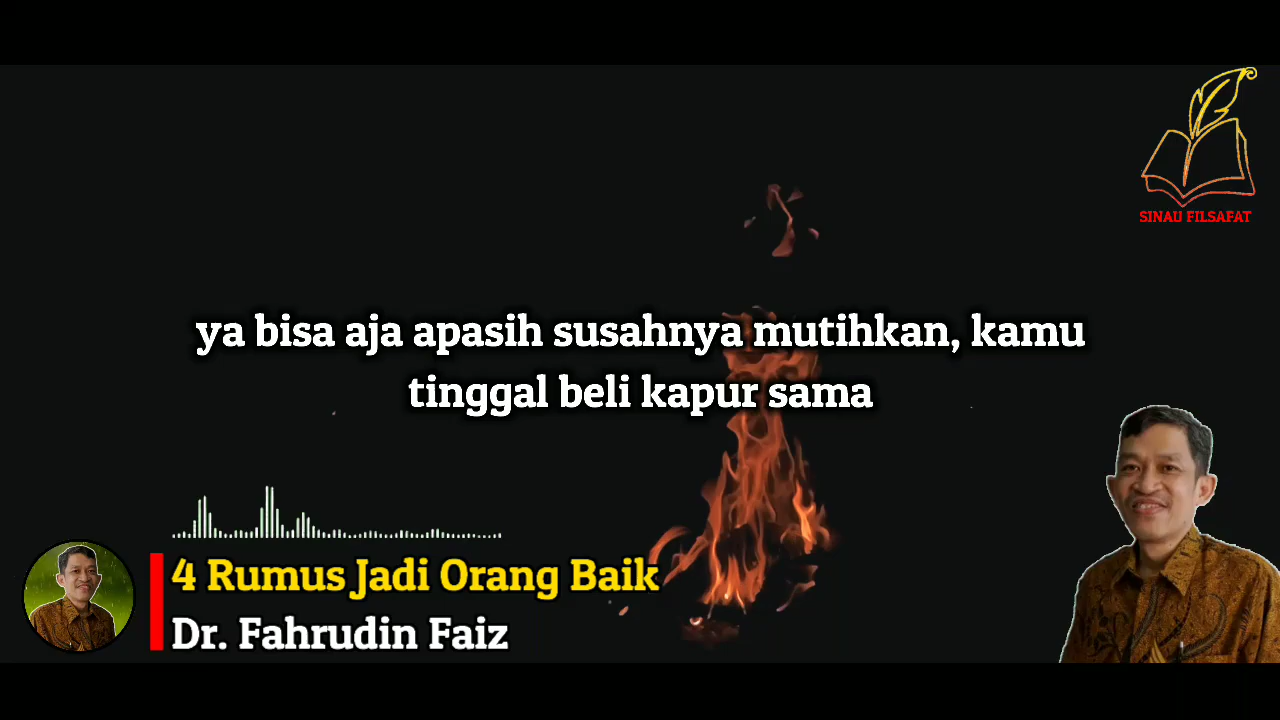 SINAU FILSAFAT
ya bisa aja apasih susahnya mutihkan, kamu
tinggal beli kapur sama
4 Rumus Jadi Orang Baik
Dr. Fahrudin Faiz